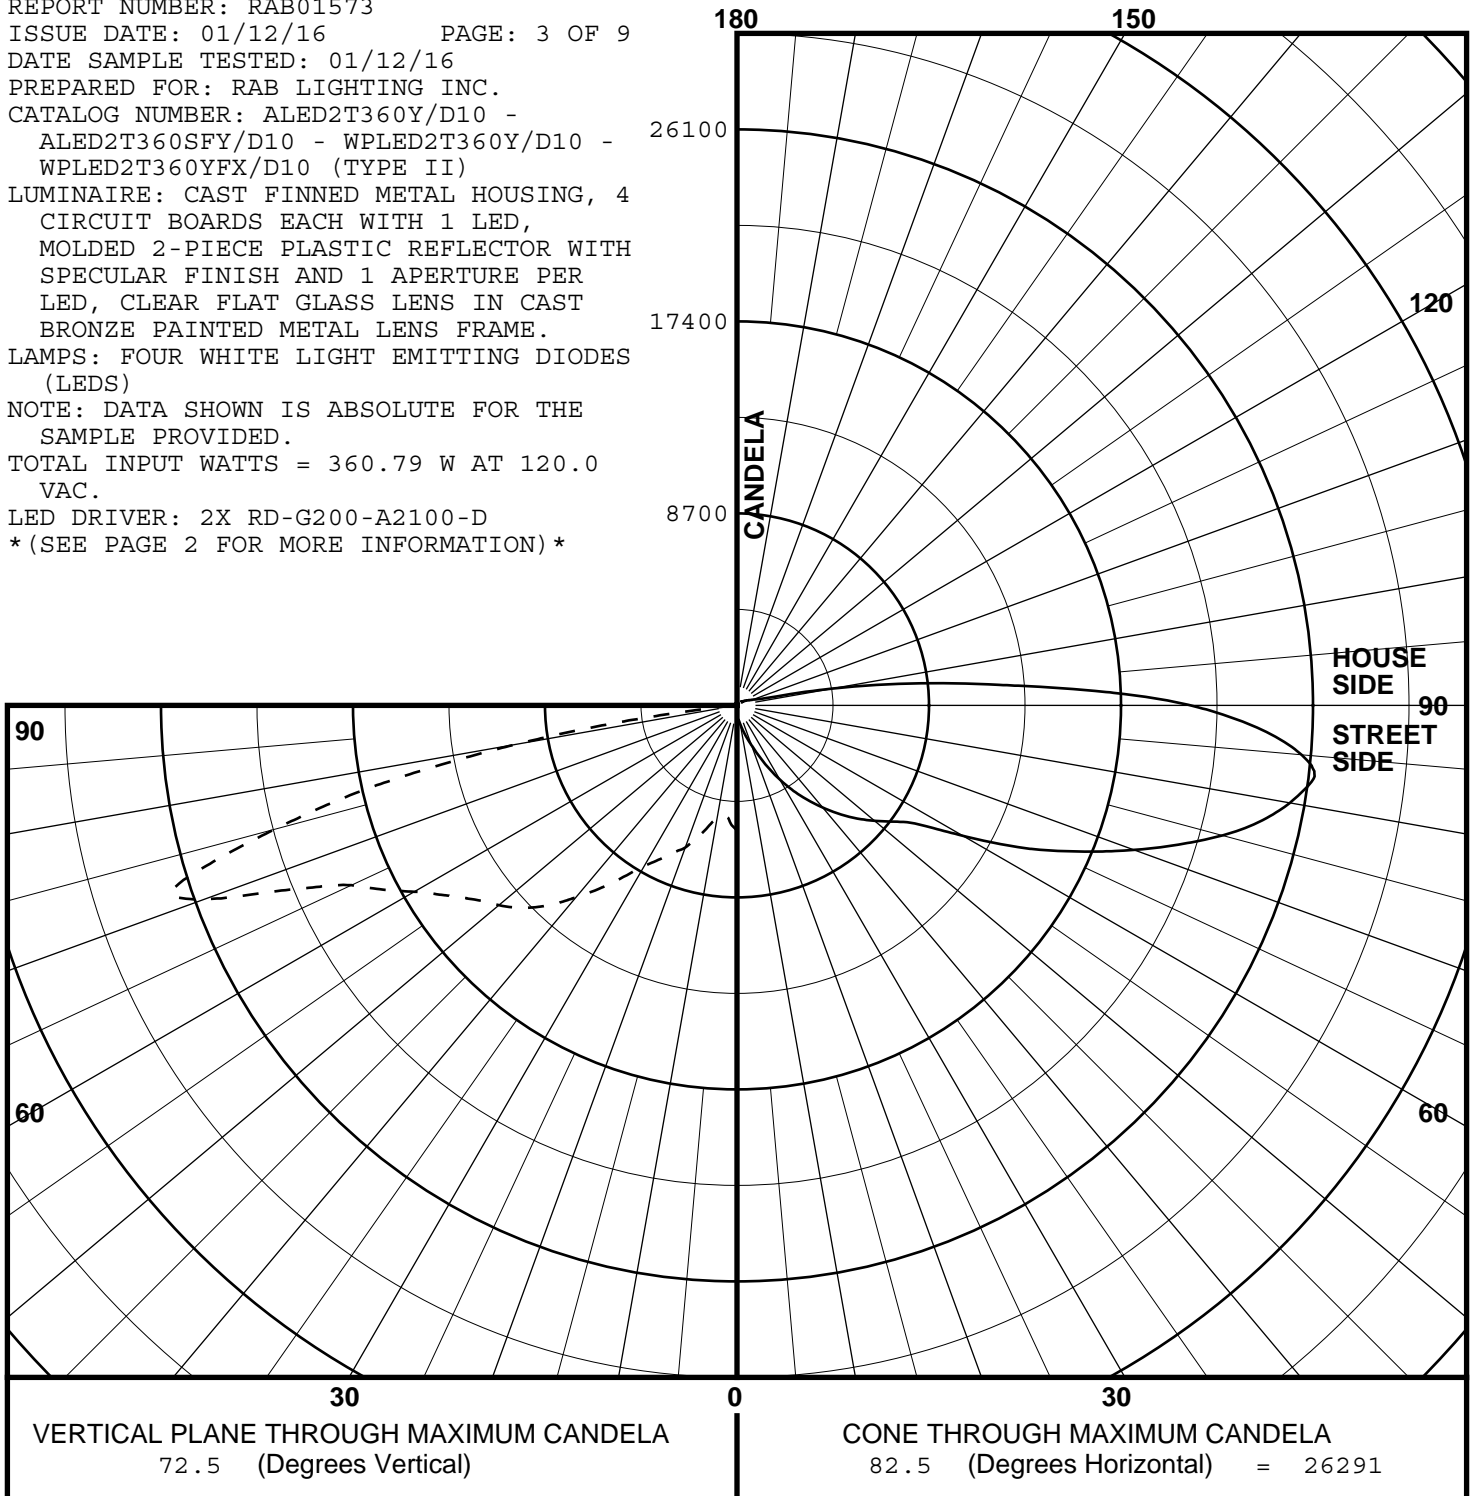 REPORT NUMBER: RAB01573
ISSUE DATE: 01/12/16 PAGE: 3 OF 9
DATE SAMPLE TESTED: 01/12/16
PREPARED FOR: RAB LIGHTING INC.
CATALOG NUMBER: ALED2T360Y/D10 -
ALED2T360SFY/D10 - WPLED2T360Y/D10 -
WPLED2T360YFX/D10 (TYPE II)
LUMINAIRE: CAST FINNED METAL HOUSING, 4
CIRCUIT BOARDS EACH WITH 1 LED,
MOLDED 2-PIECE PLASTIC REFLECTOR WITH
SPECULAR FINISH AND 1 APERTURE PER
LED, CLEAR FLAT GLASS LENS IN CAST
BRONZE PAINTED METAL LENS FRAME.
LAMPS: FOUR WHITE LIGHT EMITTING DIODES
(LEDS)
NOTE: DATA SHOWN IS ABSOLUTE FOR THE
SAMPLE PROVIDED.
TOTAL INPUT WATTS = 360.79 W AT 120.0
VAC.
LED DRIVER: 2X RD-G200-A2100-D
*(SEE PAGE 2 FOR MORE INFORMATION)*
180
150
26100
120
17400
CANDELA
8700
HOUSE
SIDE
90
90
STREET
SIDE
60
60
30
0
30
VERTICAL PLANE THROUGH MAXIMUM CANDELA
72.5 (Degrees Vertical)
CONE THROUGH MAXIMUM CANDELA
82.5 (Degrees Horizontal) = 26291